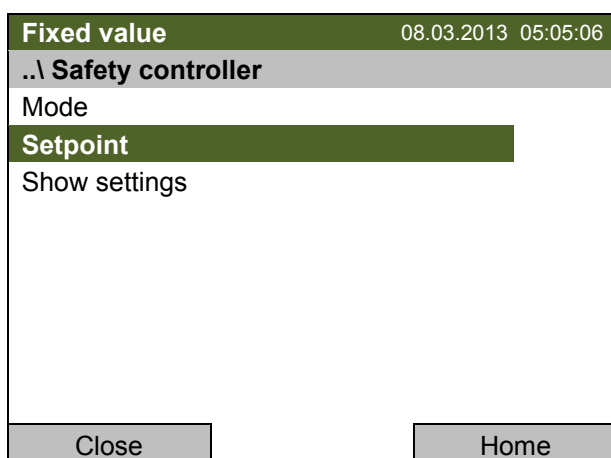 Fixed value 08.03.2013 05:05:06
..\ Safety controller
Mode
Setpoint
Show settings
Close Home